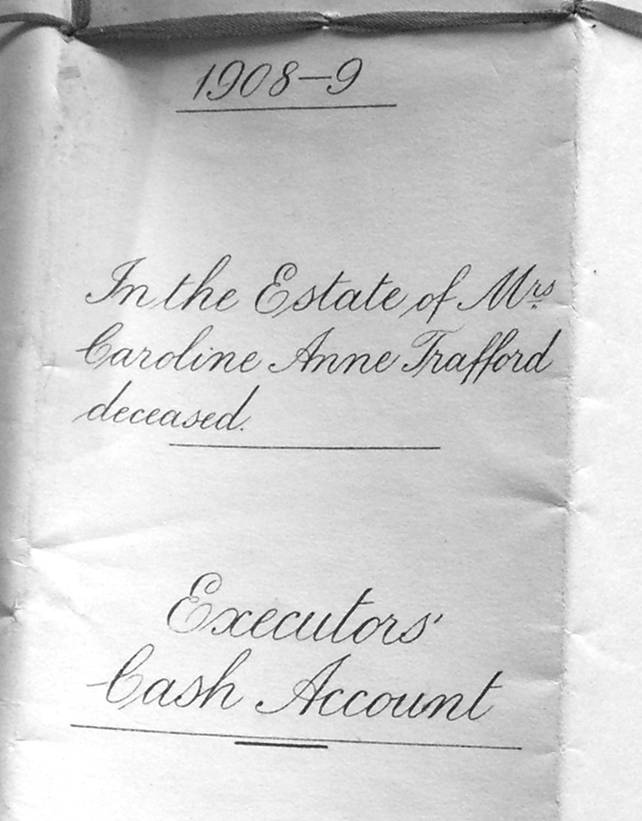 1908–9
In the Estate of Mrs
Caroline Anne Trafford
deceased.
Executors'
Cash Account